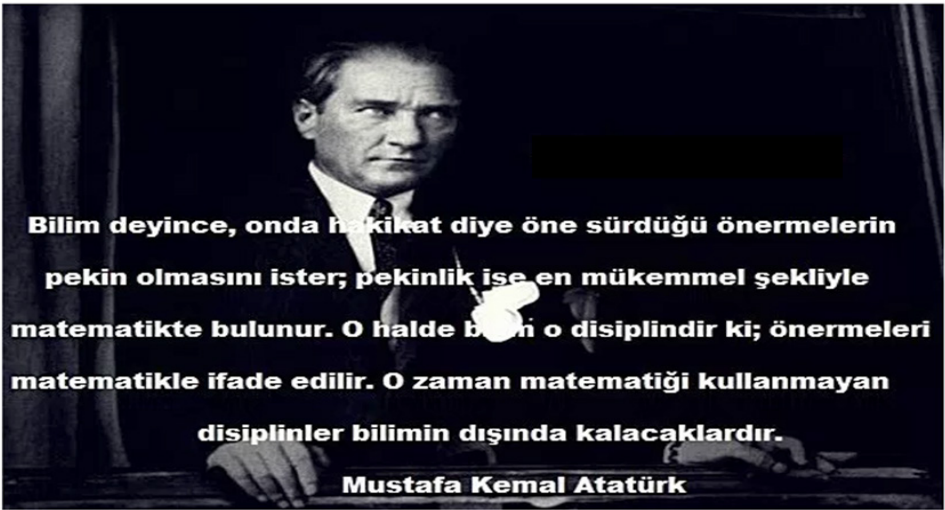 Bilim deyince, onda hakikat diye öne sürdüğü önermelerin
pekin olmasını ister; pekinlik ise en mükemmel şekliyle
matematikte bulunur. O halde bilim o disiplindir ki; önermeleri
matematikle ifade edilir. O zaman matematiği kullanmayan
disiplinler bilimin dışında kalacaklardır.
Mustafa Kemal Atatürk